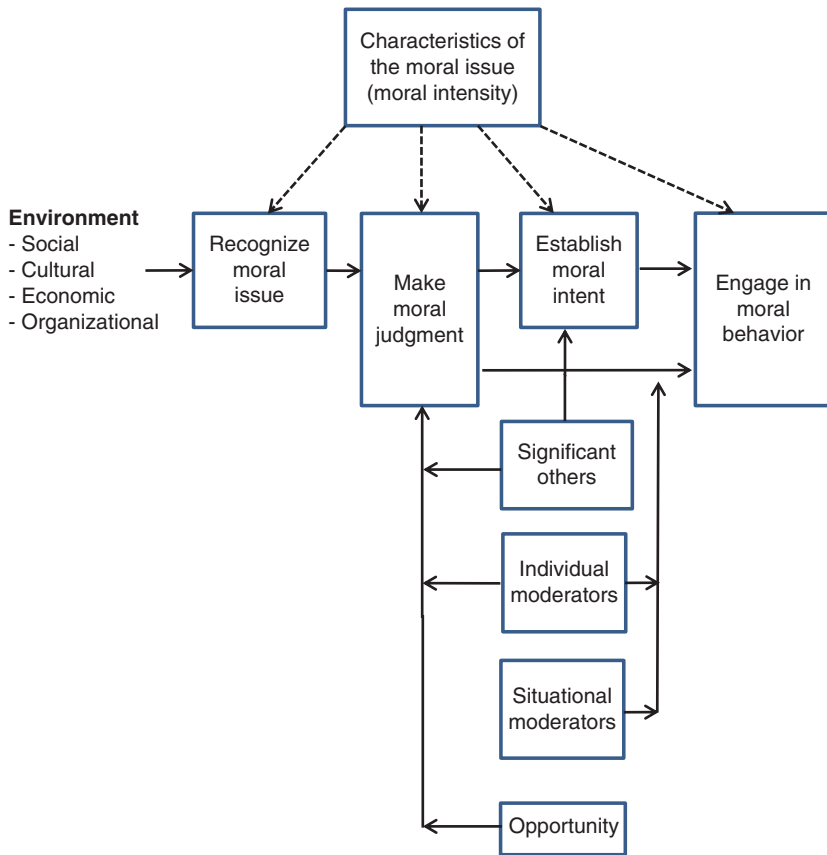 Characteristics of
the moral issue
(moral intensity)
Environment
- Social
- Cultural
- Economic
- Organizational
Recognize
moral
issue
Make
moral
judgment
Establish
moral
intent
Engage in
moral
behavior
Significant
others
Individual
moderators
Situational
moderators
Opportunity